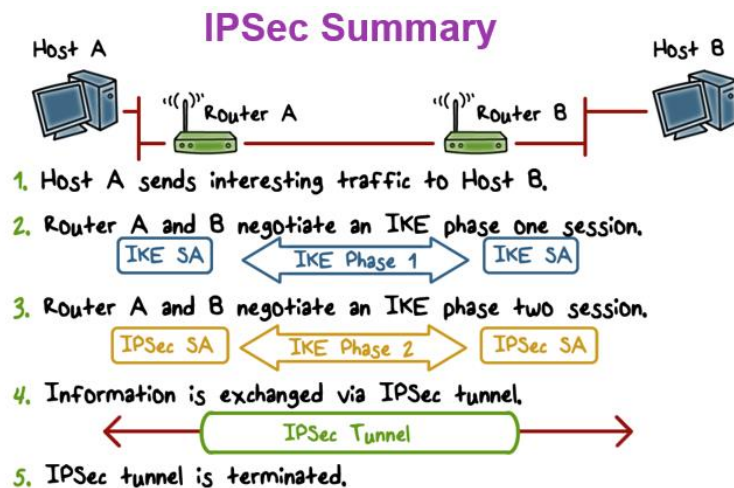 IPSec Summary
Host A
Host B
Router A
Router B
1. Host A sends interesting traffic to Host B.
2. Router A and B negotiate an IKE phase one session.
IKE SA
IKE Phase 1
IKE SA
3. Router A and B negotiate an IKE phase two session.
IPSec SA
IKE Phase 2
IPSec SA
4. Information is exchanged via IPSec tunnel.
IPSec Tunnel
5. IPSec tunnel is terminated.